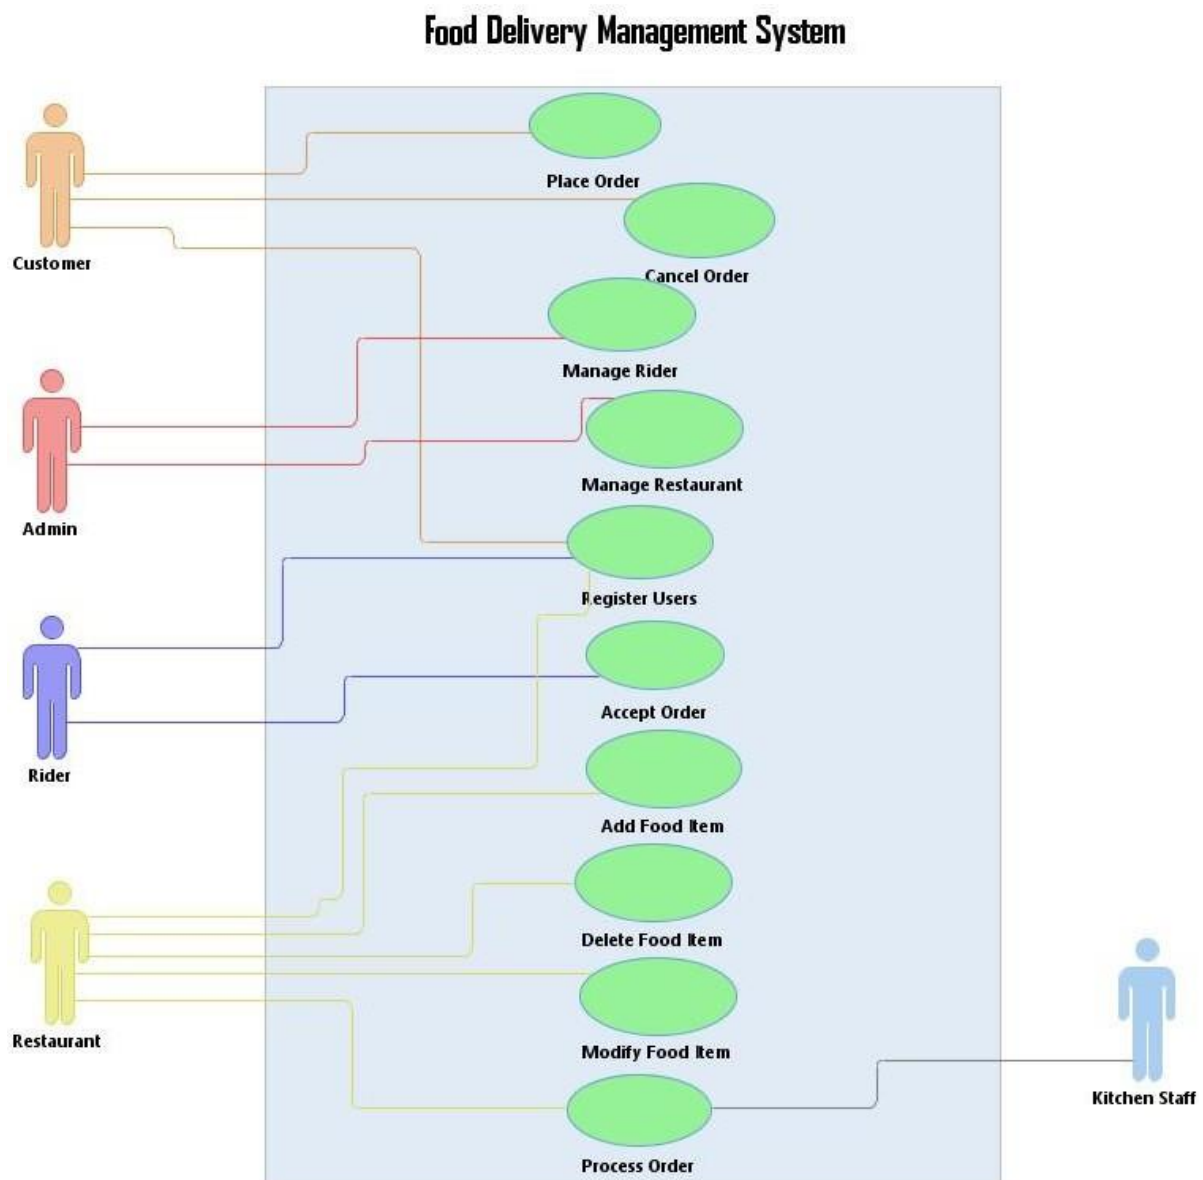 Food Delivery Management System
Place Order
Customer
Cancel Order
Manage Rider
Manage Restaurant
Admin
Register Users
Accept Order
Rider
Add Food Item
Delete Food Item
Restaurant
Modify Food Item
Kitchen Staff
Process Order